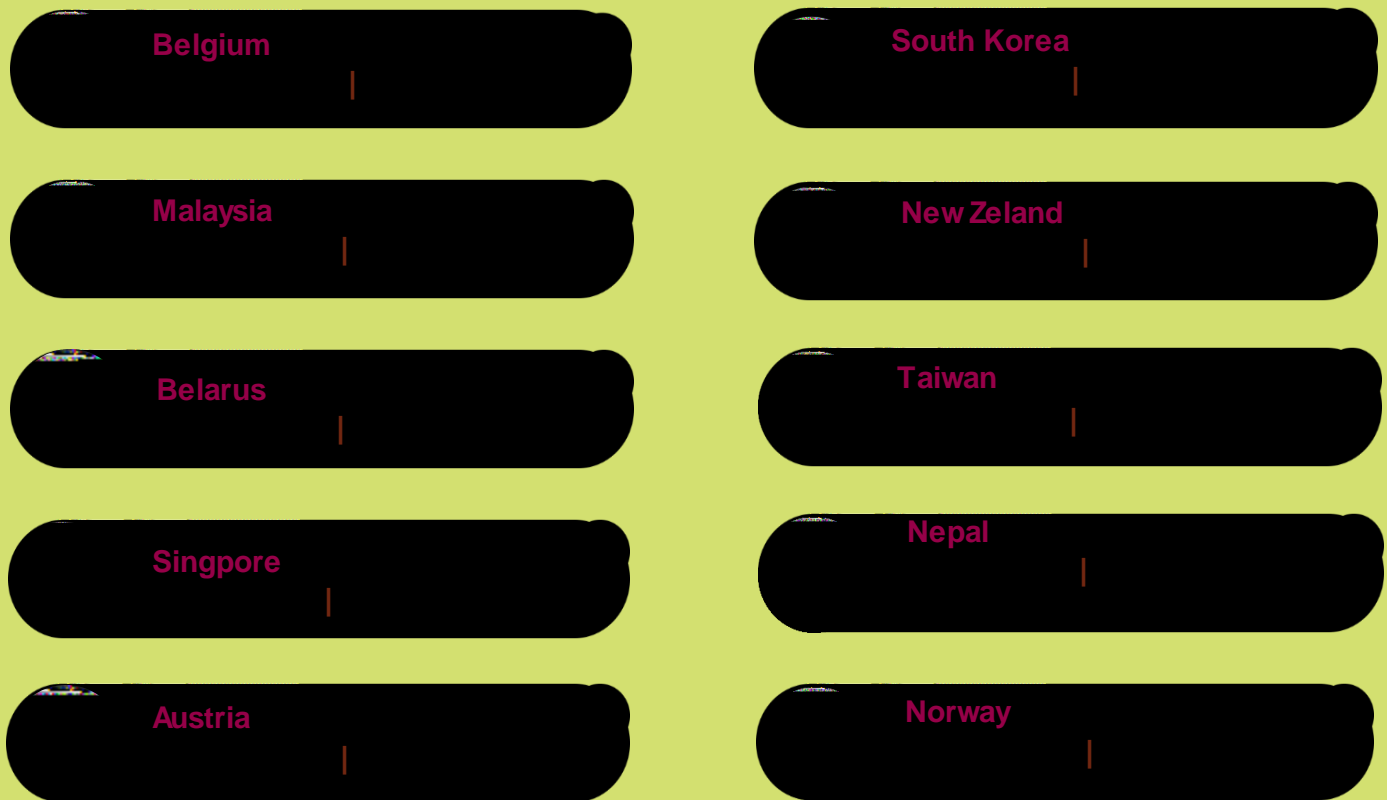 Belgium
|
South Korea
|
Malaysia
|
New Zeland
|
Belarus
|
Taiwan
|
Singpore
|
Nepal
|
Austria
|
Norway
|